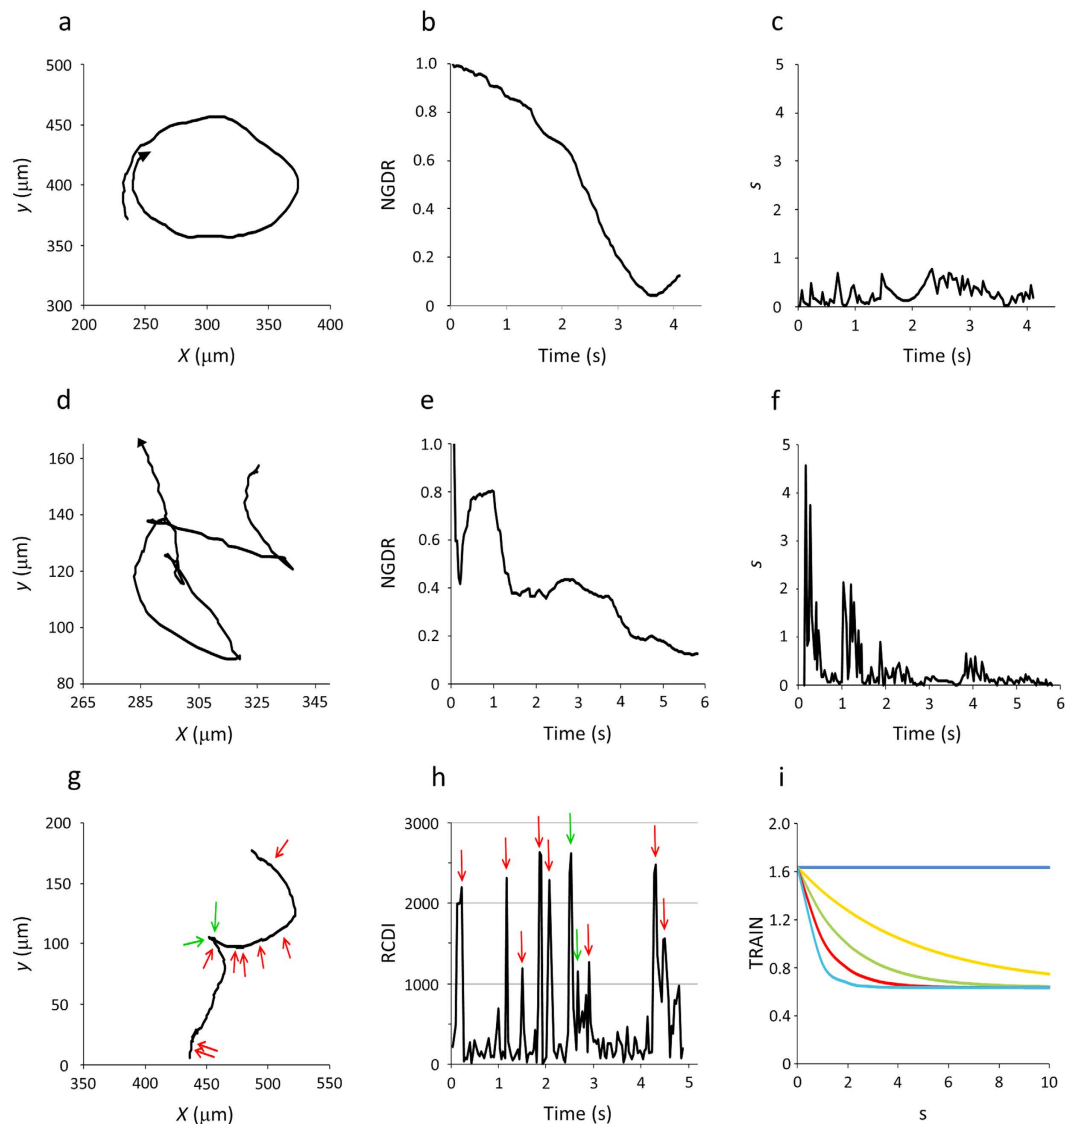 a
b
c
500
450
400
350
300
200 250 300 350 400
y (µm)
X (µm)
1.0
0.8
0.6
0.4
0.2
0
0 1 2 3 4
NGDR
Time (s)
5
4
3
2
1
0
0 1 2 3 4
s
Time (s)
d
e
f
160
140
120
100
80
265 285 305 325 345
y (µm)
X (µm)
1.0
0.8
0.6
0.4
0.2
0
0 1 2 3 4 5 6
NGDR
Time (s)
5
4
3
2
1
0
0 1 2 3 4 5 6
s
Time (s)
g
h
i
200
150
100
50
0
350 400 450 500 550
y (µm)
X (µm)
3000
2000
1000
0
0 1 2 3 4 5
RCDI
Time (s)
2.0
1.6
1.2
0.8
0.4
0
0 2 4 6 8 10
TRAIN
s